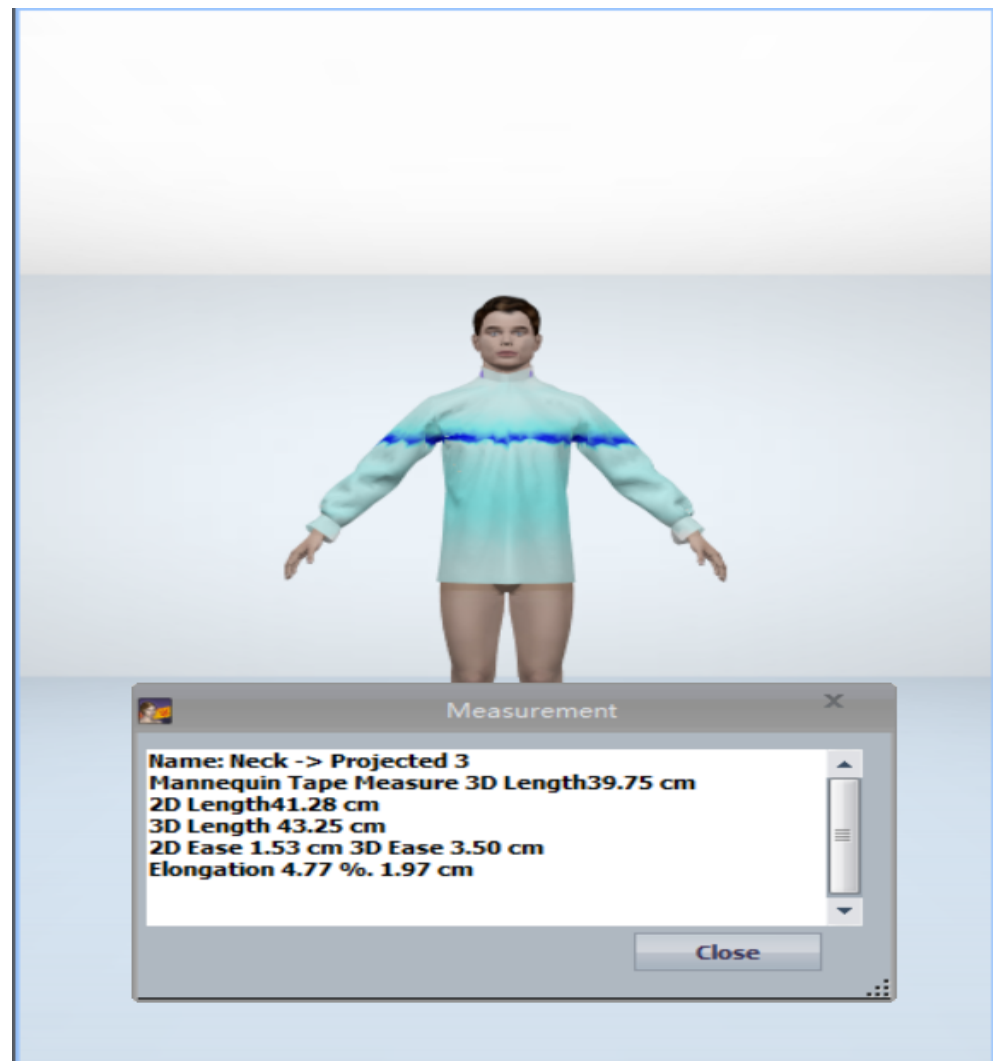 Measurement
Name: Neck -> Projected 3
Mannequin Tape Measure 3D Length39.75 cm
2D Length41.28 cm
3D Length 43.25 cm
2D Ease 1.53 cm 3D Ease 3.50 cm
Elongation 4.77 %. 1.97 cm
Close